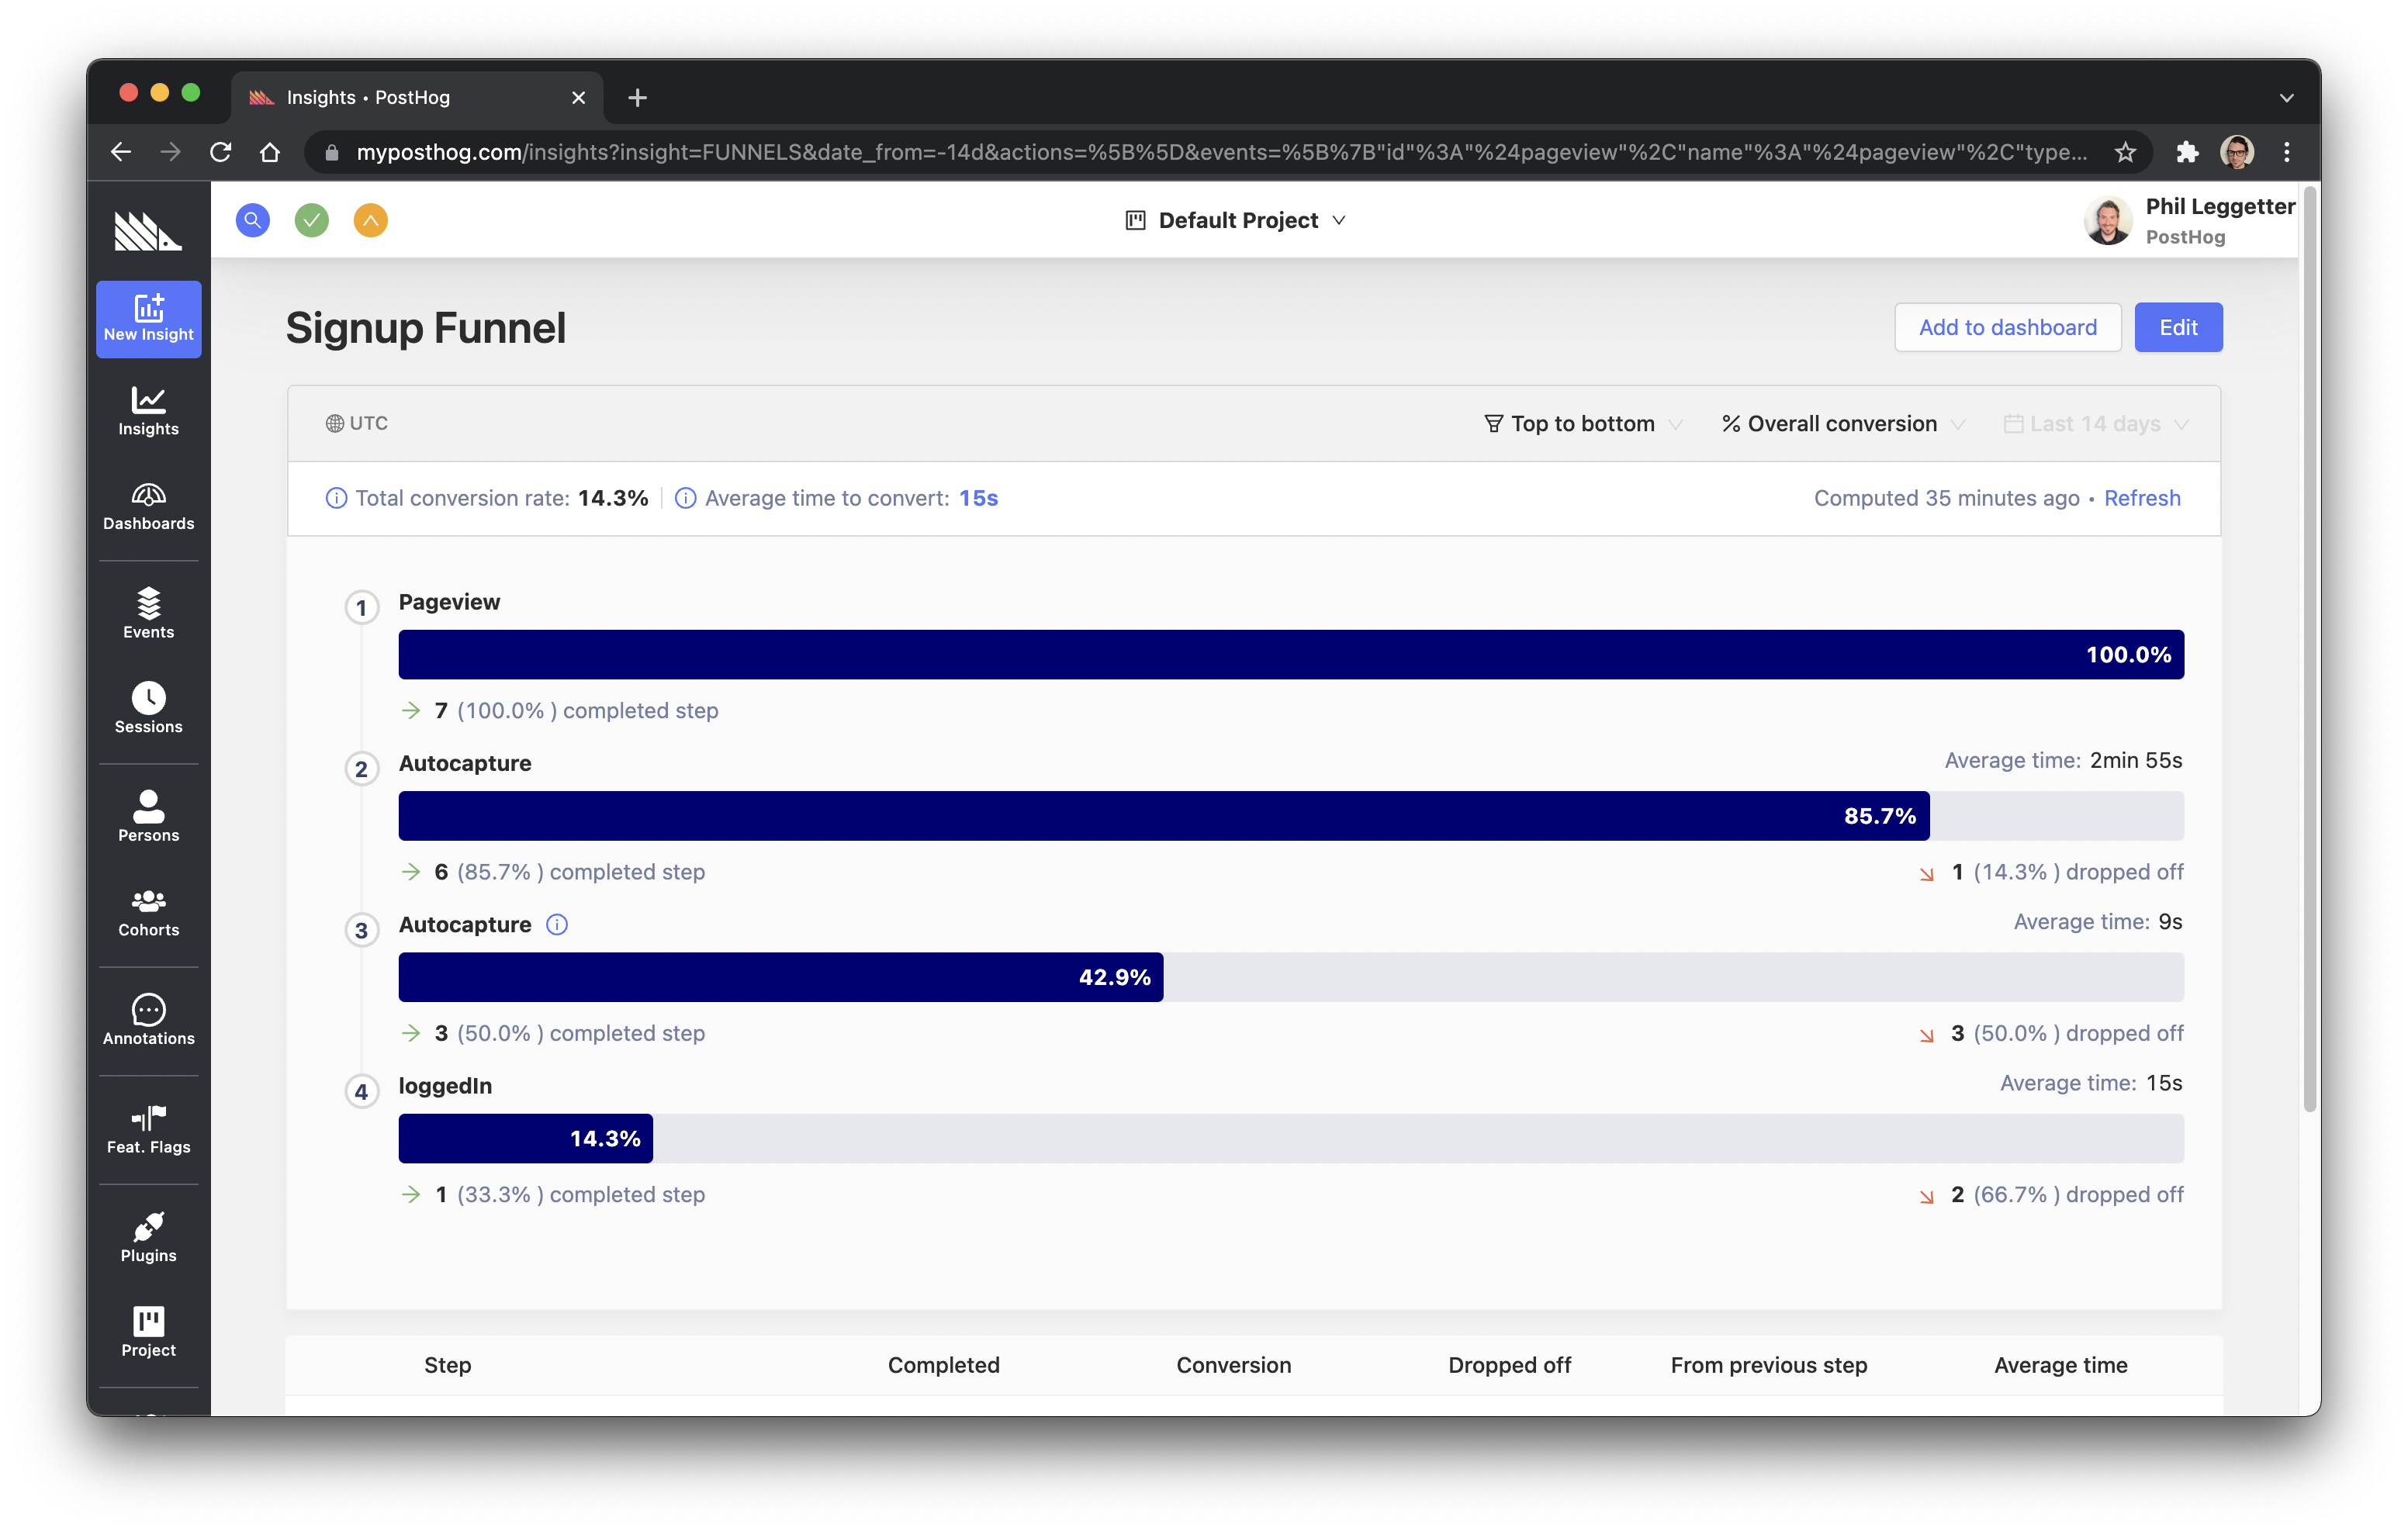 Insights • PostHog
myposthog.com/insights?insight=FUNNELS&date_from=-14d&actions=%5B%5D&events=%5B%7B"id"%3A"%24pageview"%2C"name"%3A"%24pageview"%2C"type...
Default Project
Phil Leggetter
PostHog
New Insight
Insights
Dashboards
Events
Sessions
Persons
Cohorts
Annotations
Feat. Flags
Plugins
Project
Signup Funnel
Add to dashboard
Edit
UTC
Top to bottom
% Overall conversion
Last 14 days
Total conversion rate: 14.3%
Average time to convert: 15s
Computed 35 minutes ago • Refresh
1 Pageview
100.0%
7 (100.0% ) completed step
2 Autocapture
Average time: 2min 55s
85.7%
6 (85.7% ) completed step
1 (14.3% ) dropped off
3 Autocapture
Average time: 9s
42.9%
3 (50.0% ) completed step
3 (50.0% ) dropped off
4 loggedIn
Average time: 15s
14.3%
1 (33.3% ) completed step
2 (66.7% ) dropped off
Step
Completed
Conversion
Dropped off
From previous step
Average time